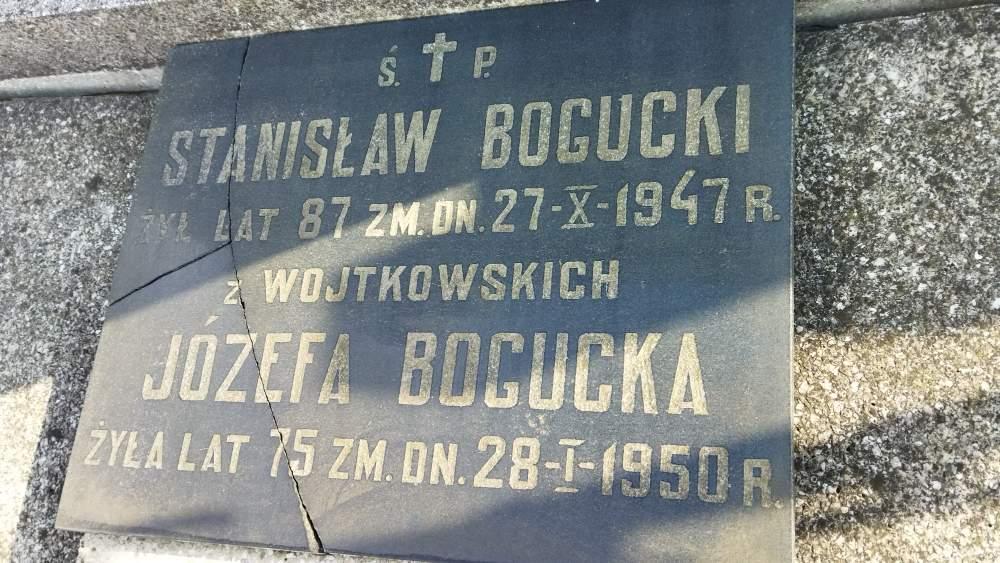 Ś. ✝ P.
STANISŁAW BOGUCKI
ŻYŁ LAT 87 ZM. DN. 27-X-1947 R.
z WOJTKOWSKICH
JÓZEFA BOGUCKA
ŻYŁA LAT 75 ZM. DN. 28-I-1950 R.